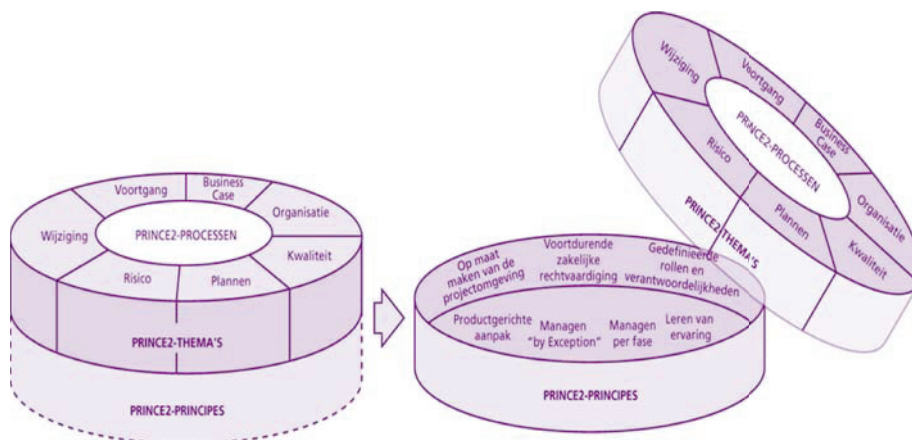 Voortgang
Business
Case
Organisatie
Wijziging
PRINCE2-PROCESSEN
Kwaliteit
Risico
Plannen
PRINCE2-THEMA'S
PRINCE2-PRINCIPES
Op maat
maken van de
projectomgeving
Voortdurende
zakelijke
rechtvaardiging
Gedefinieerde
rollen en
verantwoordelijkheden
Productgerichte
aanpak
Managen
"by Exception"
Managen
per fase
Leren van
ervaring
PRINCE2-PRINCIPES
Wijziging
Voortgang
Business
Case
PRINCE2-PROCESSEN
Risico
Organisatie
Plannen
Kwaliteit
PRINCE2-THEMA'S